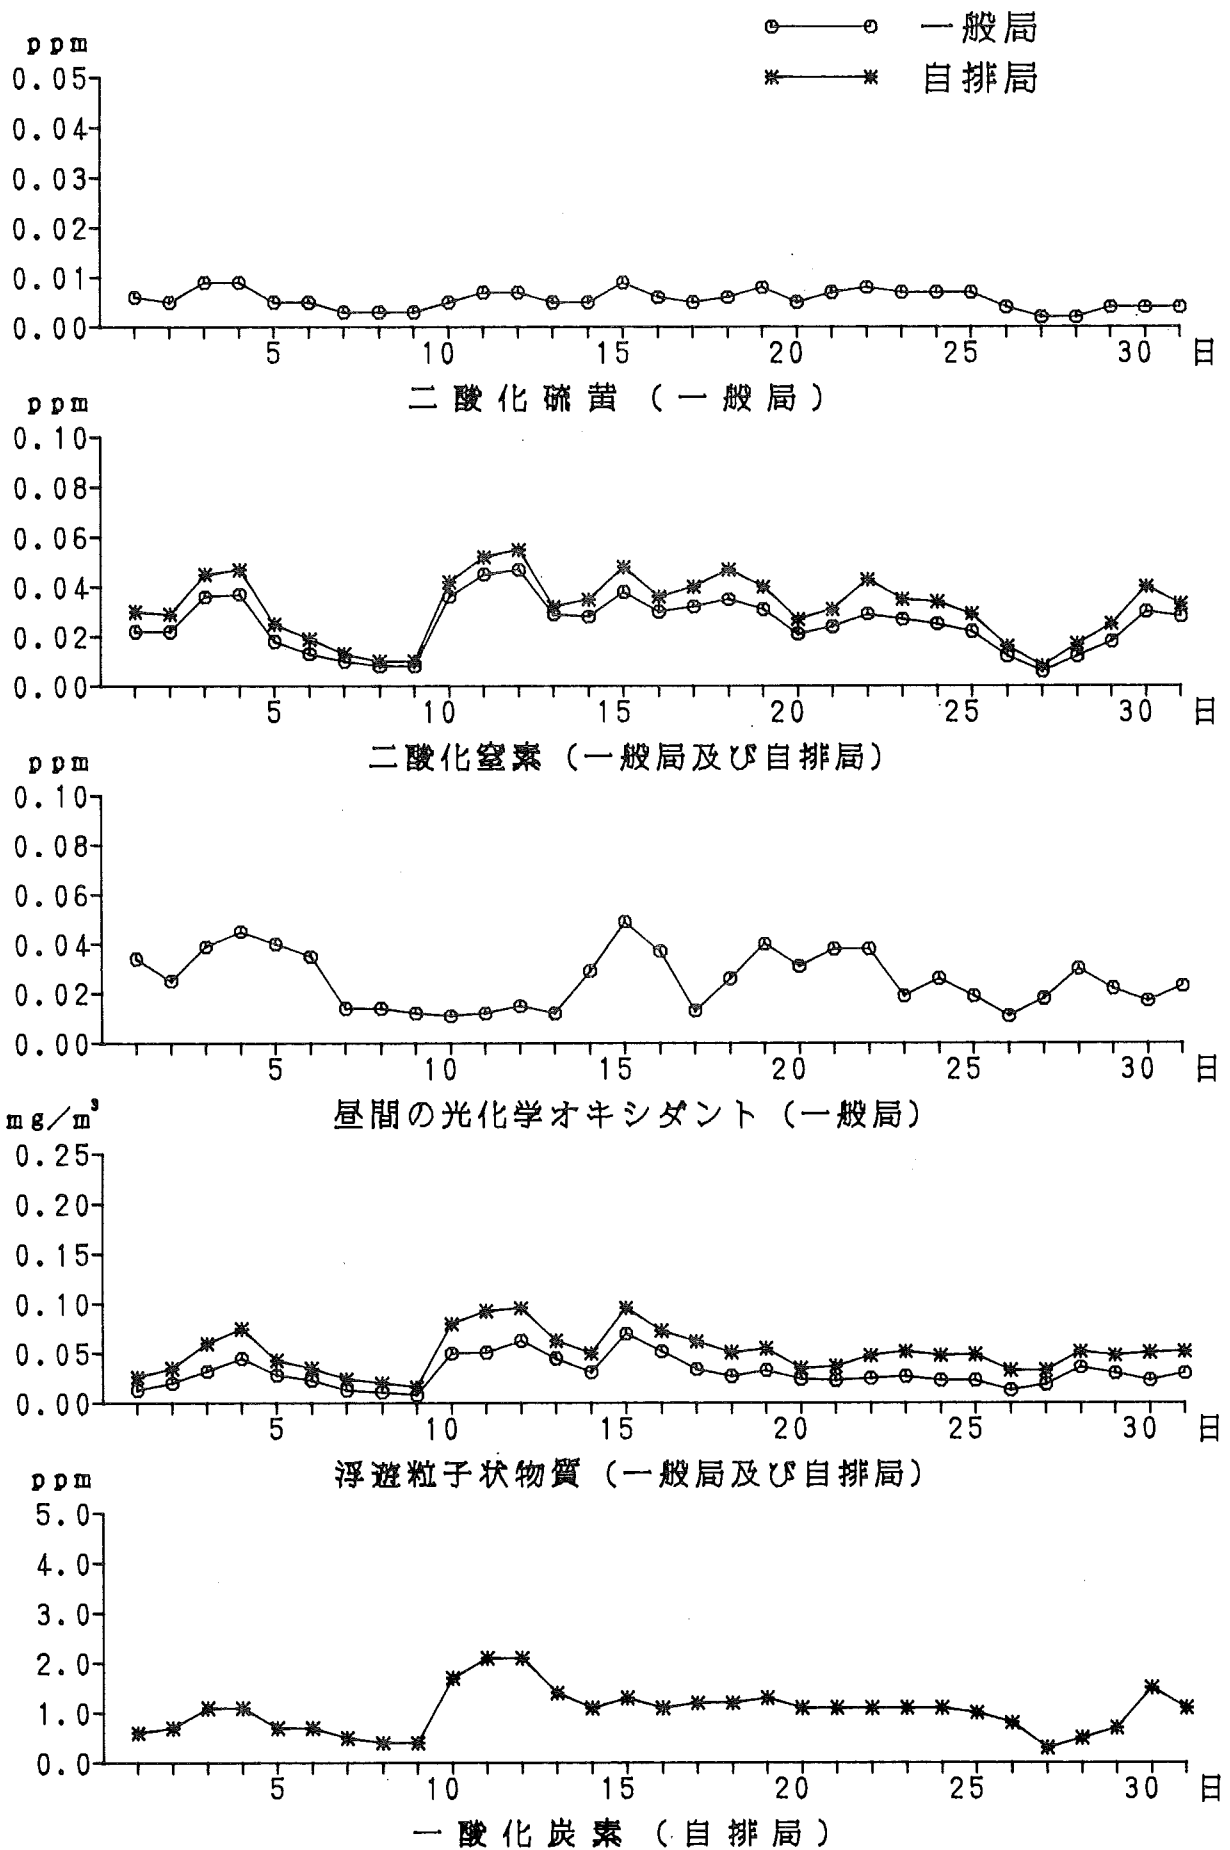 一般局
自排局
ppm
0.05
0.04
0.03
0.02
0.01
0.00
5 10 15 20 25 30 日
二酸化硫黄(一般局)
ppm
0.10
0.08
0.06
0.04
0.02
0.00
5 10 15 20 25 30 日
二酸化窒素(一般局及び自排局)
ppm
0.10
0.08
0.06
0.04
0.02
0.00
5 10 15 20 25 30 日
昼間の光化学オキシダント(一般局)
mg/m³
0.25
0.20
0.15
0.10
0.05
0.00
5 10 15 20 25 30 日
浮遊粒子状物質(一般局及び自排局)
ppm
5.0
4.0
3.0
2.0
1.0
0.0
5 10 15 20 25 30 日
一酸化炭素(自排局)